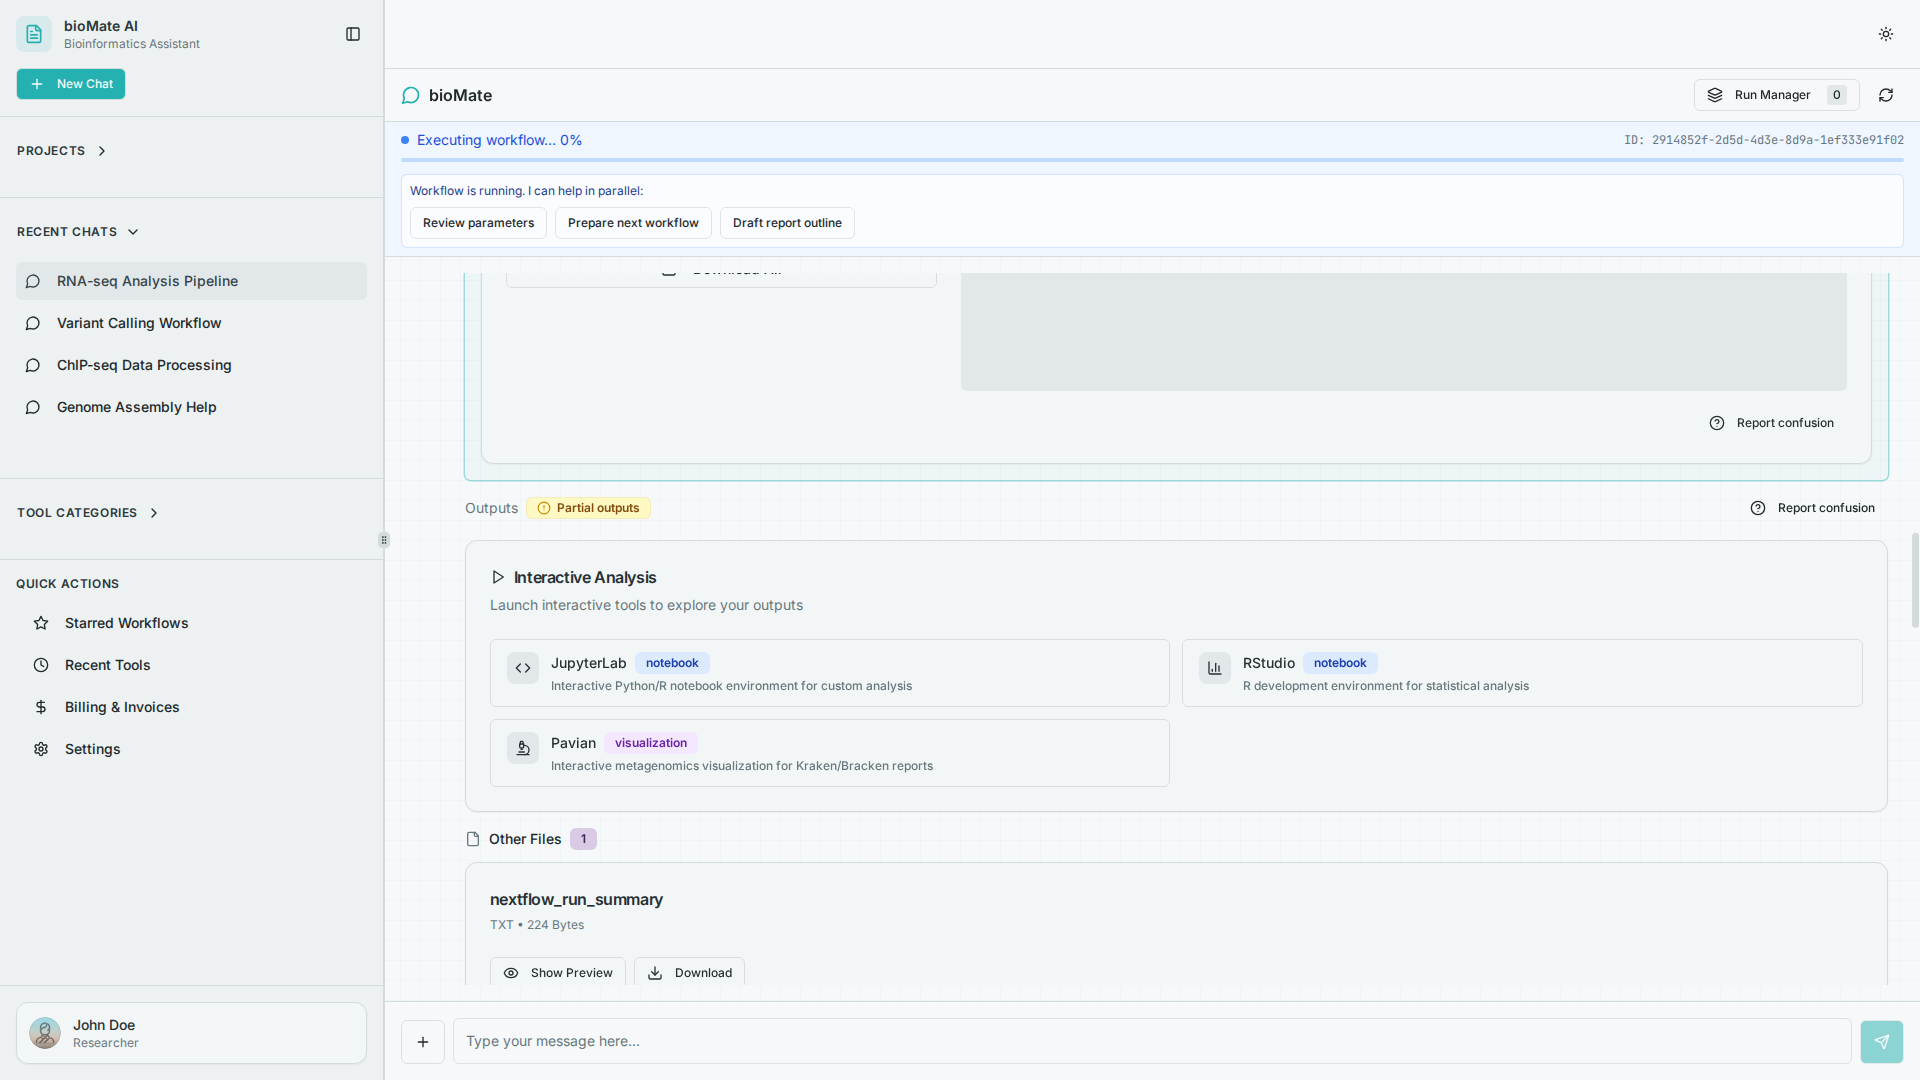 bioMate AI
Bioinformatics Assistant
New Chat
PROJECTS
RECENT CHATS
RNA-seq Analysis Pipeline
Variant Calling Workflow
ChIP-seq Data Processing
Genome Assembly Help
TOOL CATEGORIES
QUICK ACTIONS
Starred Workflows
Recent Tools
Billing & Invoices
Settings
John Doe
Researcher
bioMate
Run Manager 0
Executing workflow... 0%
ID: 2914852f-2d5d-4d3e-8d9a-1ef333e91f02
Workflow is running. I can help in parallel:
Review parameters
Prepare next workflow
Draft report outline
Report confusion
Outputs
Partial outputs
Report confusion
Interactive Analysis
Launch interactive tools to explore your outputs
JupyterLab notebook
Interactive Python/R notebook environment for custom analysis
RStudio notebook
R development environment for statistical analysis
Pavian visualization
Interactive metagenomics visualization for Kraken/Bracken reports
Other Files 1
nextflow_run_summary
TXT • 224 Bytes
Show Preview
Download
Type your message here...